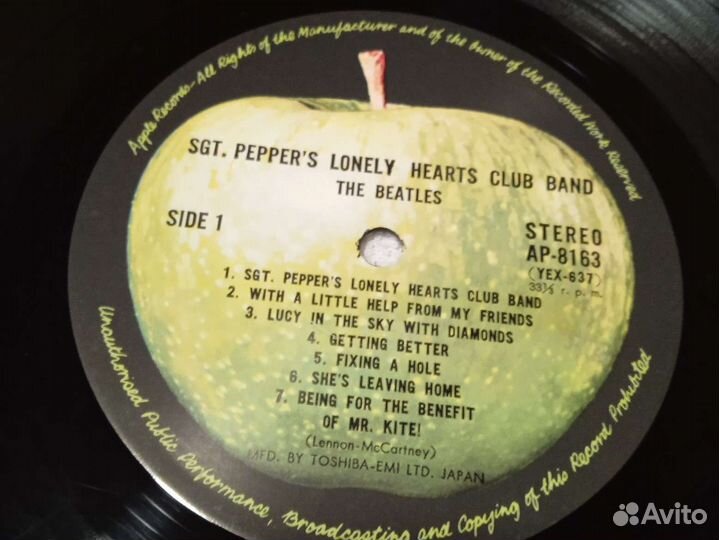 Apple Records-All Rights of the Manufacturer and of the Owner of the Recorded Work Reserved
SGT. PEPPER'S LONELY HEARTS CLUB BAND
THE BEATLES
SIDE 1
STEREO
AP-8163
(YEX-637)
33⅓ r. p. m.
1. SGT. PEPPER'S LONELY HEARTS CLUB BAND
2. WITH A LITTLE HELP FROM MY FRIENDS
3. LUCY !N THE SKY WITH DIAMONDS
4. GETTING BETTER
5. FIXING A HOLE
6. SHE'S LEAVING HOME
7. BEING FOR THE BENEFIT
OF MR. KITE!
(Lennon-McCartney)
MFD. BY TOSHIBA-EMI LTD. JAPAN
Unauthorised Public Performance, Broadcasting and Copying of this Record Prohibited
Avito